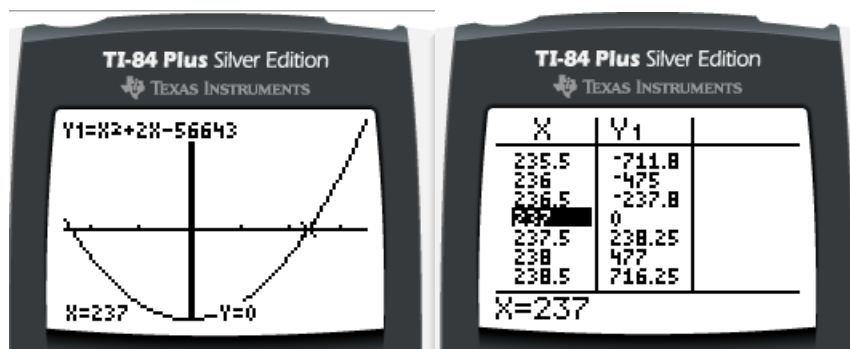 TI-84 Plus Silver Edition
TEXAS INSTRUMENTS
Y1=X²+2X-56643
X=237 Y=0
TI-84 Plus Silver Edition
TEXAS INSTRUMENTS
X Y₁
235.5 -711.8
236 -475
236.5 -237.8
237 0
237.5 238.25
238 477
238.5 716.25
X=237